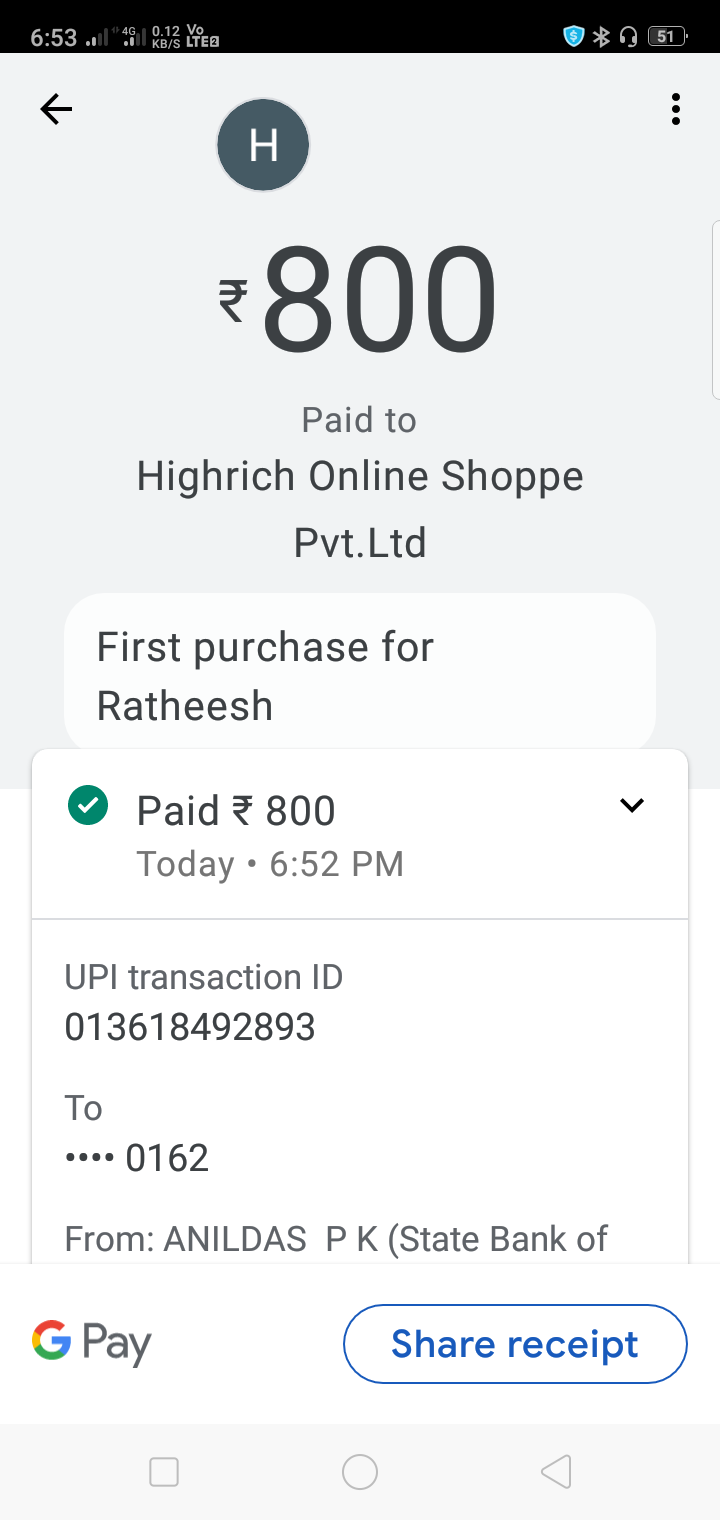 6:53 4G 0.12 KB/S Vo LTE2 51
H
₹800
Paid to
Highrich Online Shoppe
Pvt.Ltd
First purchase for
Ratheesh
Paid ₹ 800
Today • 6:52 PM
UPI transaction ID
013618492893
To
•••• 0162
From: ANILDAS  P K (State Bank of
G Pay
Share receipt